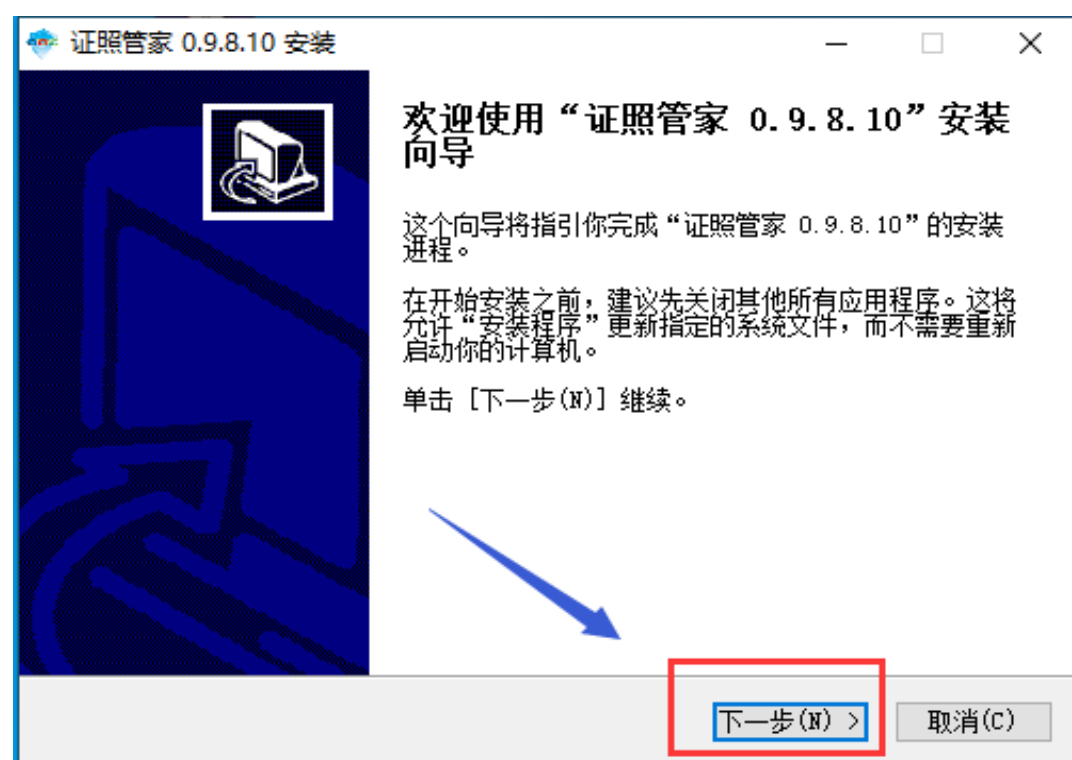 证照管家 0.9.8.10 安装
欢迎使用“证照管家 0.9.8.10”安装
向导
这个向导将指引你完成“证照管家 0.9.8.10”的安装
进程。
在开始安装之前，建议先关闭其他所有应用程序。这将
允许“安装程序”更新指定的系统文件，而不需要重新
启动你的计算机。
单击 [下一步(N)] 继续。
下一步(N) >
取消(C)